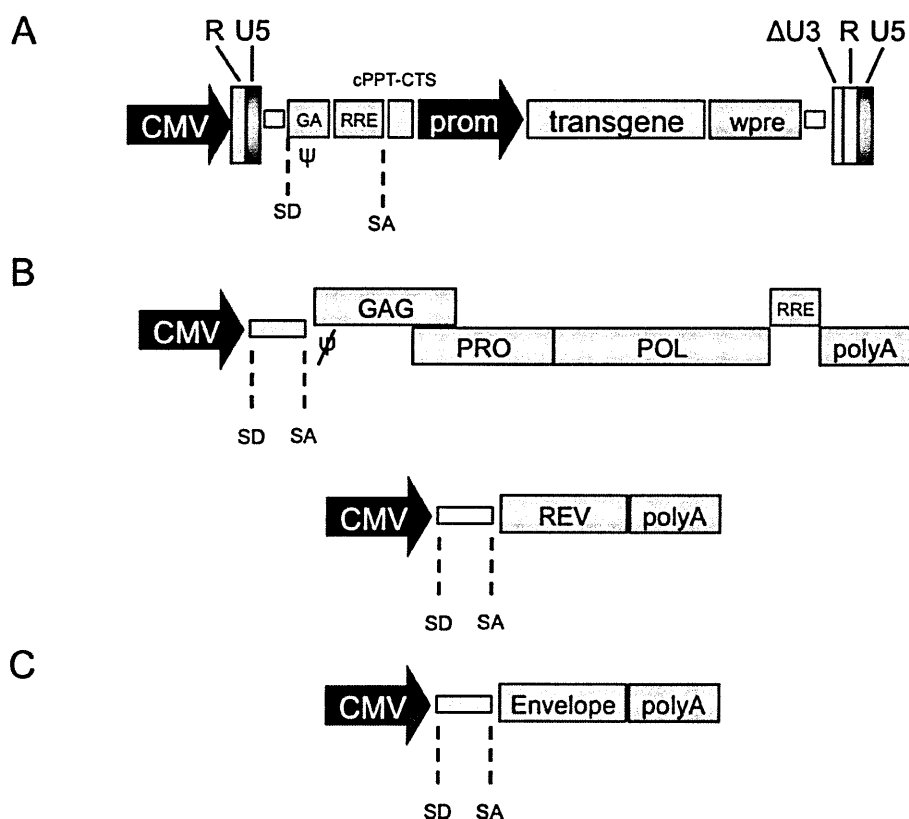 A
R U5
ΔU3 R U5
cPPT-CTS
CMV
GA
RRE
prom
transgene
wpre
Ψ
SD
SA
B
CMV
GAG
RRE
Ψ
PRO
POL
polyA
SD
SA
CMV
REV
polyA
SD
SA
C
CMV
Envelope
polyA
SD
SA